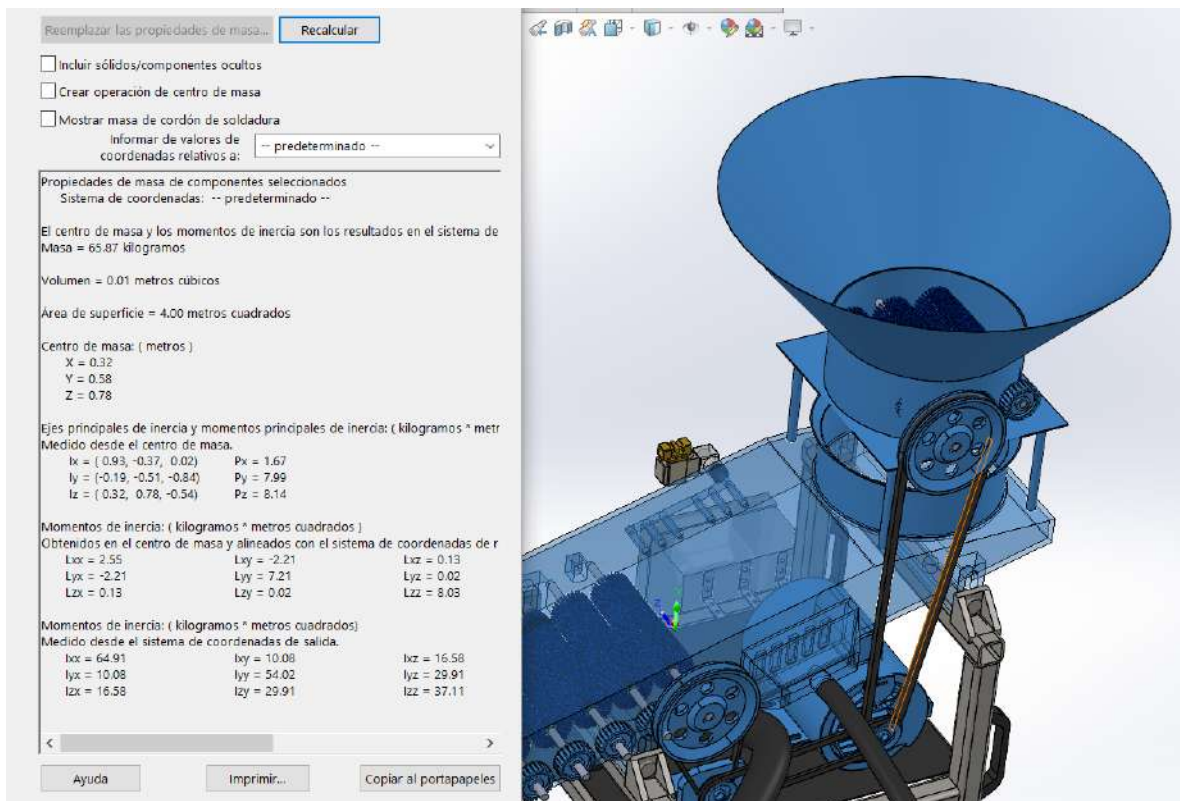 Reemplazar las propiedades de masa... Recalcular
Incluir sólidos/componentes ocultos
Crear operación de centro de masa
Mostrar masa de cordón de soldadura
Informar de valores de
coordenadas relativos a: -- predeterminado --
Propiedades de masa de componentes seleccionados
Sistema de coordenadas: -- predeterminado --
El centro de masa y los momentos de inercia son los resultados en el sistema de
Masa = 65.87 kilogramos
Volumen = 0.01 metros cúbicos
Área de superficie = 4.00 metros cuadrados
Centro de masa: ( metros )
X = 0.32
Y = 0.58
Z = 0.78
Ejes principales de inercia y momentos principales de inercia: ( kilogramos * metr
Medido desde el centro de masa.
Ix = ( 0.93, -0.37, 0.02) Px = 1.67
Iy = (-0.19, -0.51, -0.84) Py = 7.99
Iz = ( 0.32, 0.78, -0.54) Pz = 8.14
Momentos de inercia: ( kilogramos * metros cuadrados )
Obtenidos en el centro de masa y alineados con el sistema de coordenadas de r
Lxx = 2.55 Lxy = -2.21 Lxz = 0.13
Lyx = -2.21 Lyy = 7.21 Lyz = 0.02
Lzx = 0.13 Lzy = 0.02 Lzz = 8.03
Momentos de inercia: ( kilogramos * metros cuadrados)
Medido desde el sistema de coordenadas de salida.
Ixx = 64.91 Ixy = 10.08 Ixz = 16.58
Iyx = 10.08 Iyy = 54.02 Iyz = 29.91
Izx = 16.58 Izy = 29.91 Izz = 37.11
Ayuda Imprimir... Copiar al portapapeles